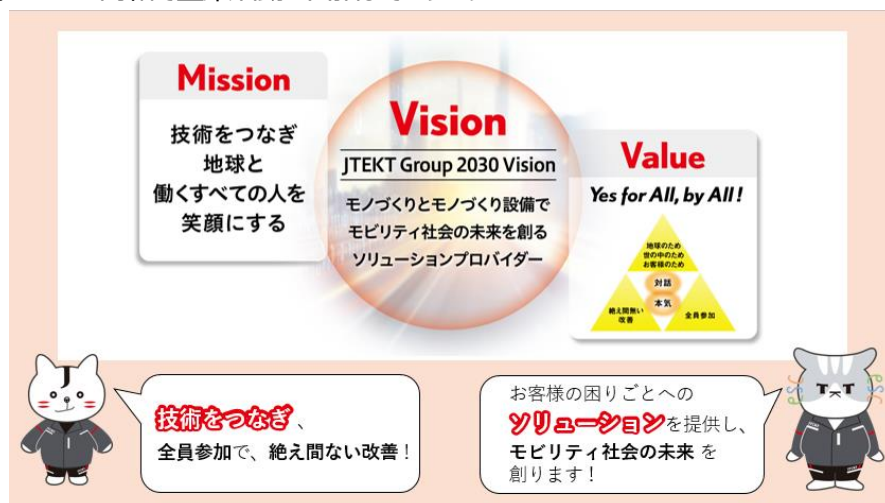 Mission
技術をつなぎ
地球と
働くすべての人を
笑顔にする
Vision
JTEKT Group 2030 Vision
モノづくりとモノづくり設備で
モビリティ社会の未来を創る
ソリューションプロバイダー
Value
Yes for All, by All!
地球のため
世の中のため
お客様のため
対話
本気
絶え間無い
改善
全員参加
J
技術をつなぎ、
全員参加で、絶え間ない改善！
お客様の困りごとへの
ソリューションを提供し、
モビリティ社会の未来 を
創ります！